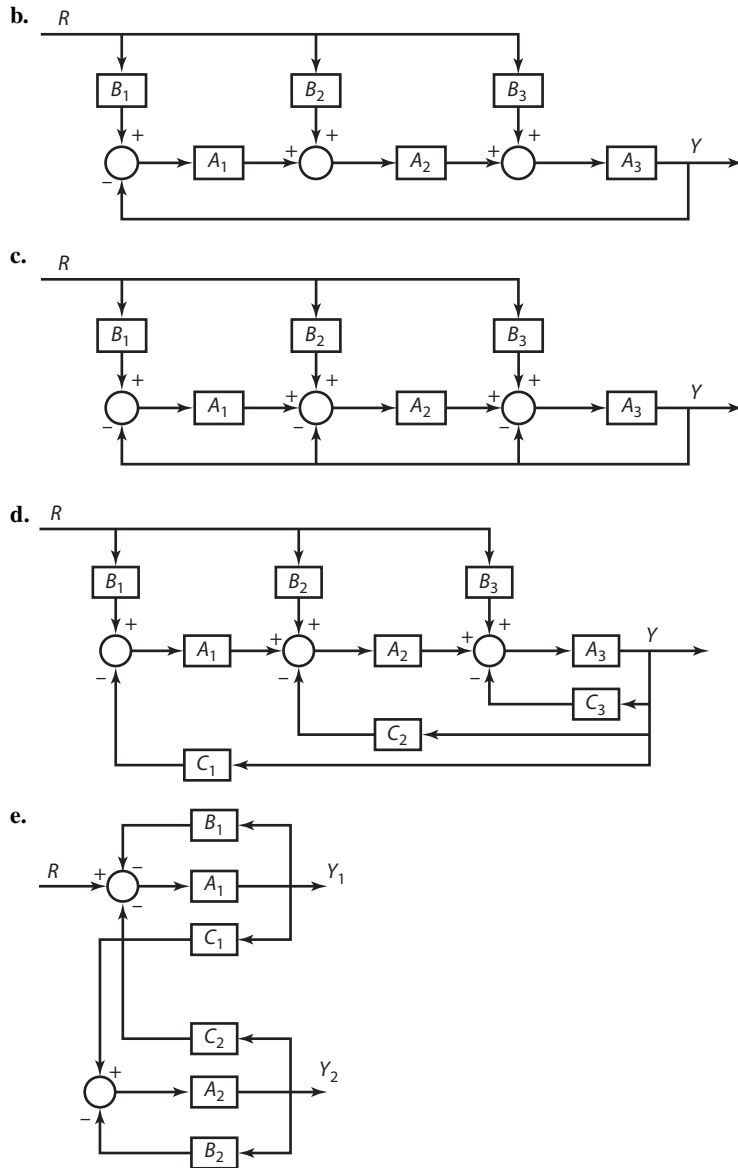 b.
R
B₁ B₂ B₃
+ + +
A₁ + A₂ + A₃ Y
−
c.
R
B₁ B₂ B₃
+ + +
A₁ + A₂ + A₃ Y
− − −
d.
R
B₁ B₂ B₃
+ + +
A₁ + A₂ + A₃ Y
− − −
C₃
C₂
C₁
e.
B₁
R + − A₁ Y₁
−
C₁
C₂
+ A₂ Y₂
−
B₂